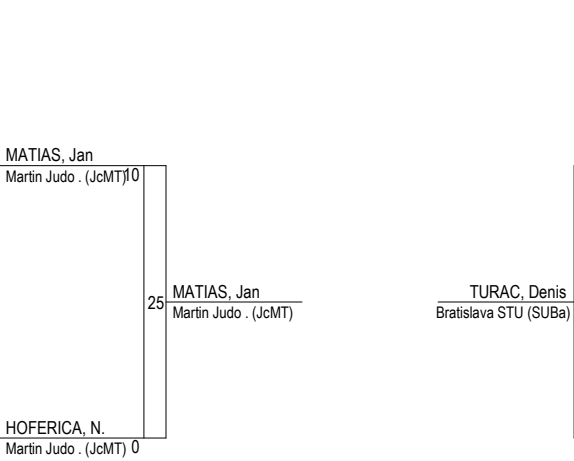 MATIAS, Jan
Martin Judo . (JcMT) 10
25
MATIAS, Jan
Martin Judo . (JcMT)
TURAC, Denis
Bratislava STU (SUBa)
HOFERICA, N.
Martin Judo . (JcMT) 0